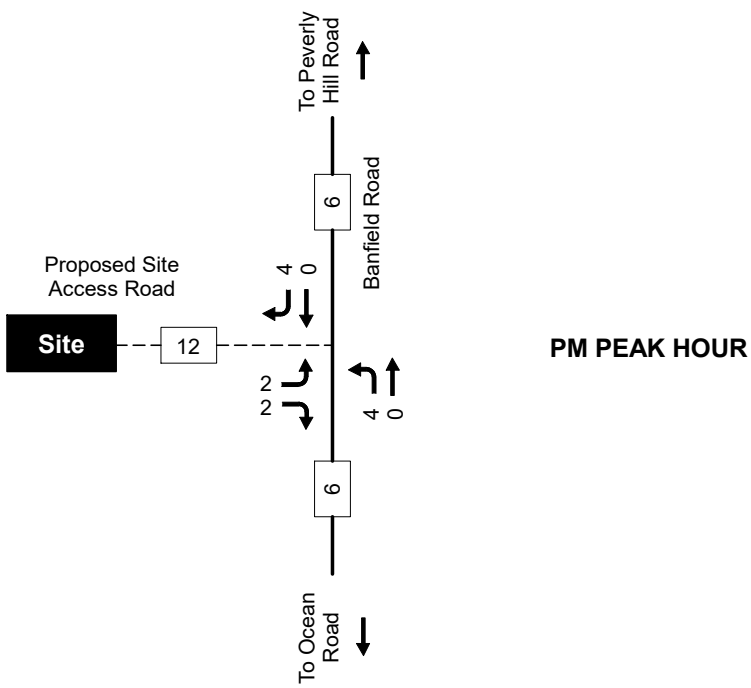 To Peverly
Hill Road
6
Banfield Road
4
0
Proposed Site
Access Road
Site
12
PM PEAK HOUR
2
2
4
0
6
To Ocean
Road